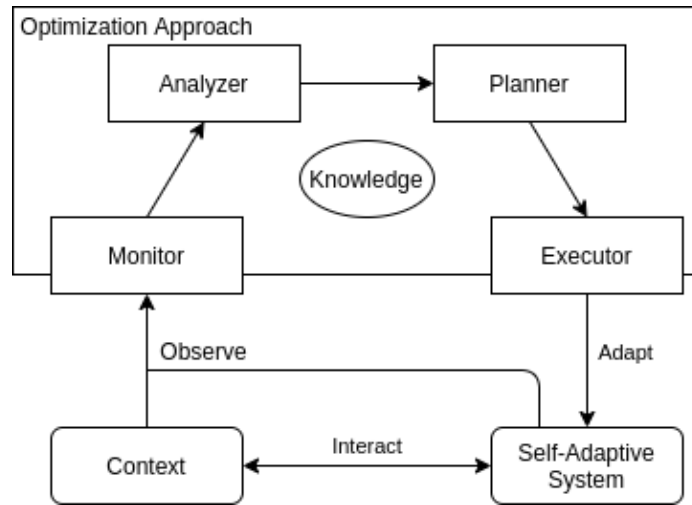 Optimization Approach
Analyzer
Planner
Knowledge
Monitor
Executor
Observe
Adapt
Interact
Context
Self-Adaptive
System